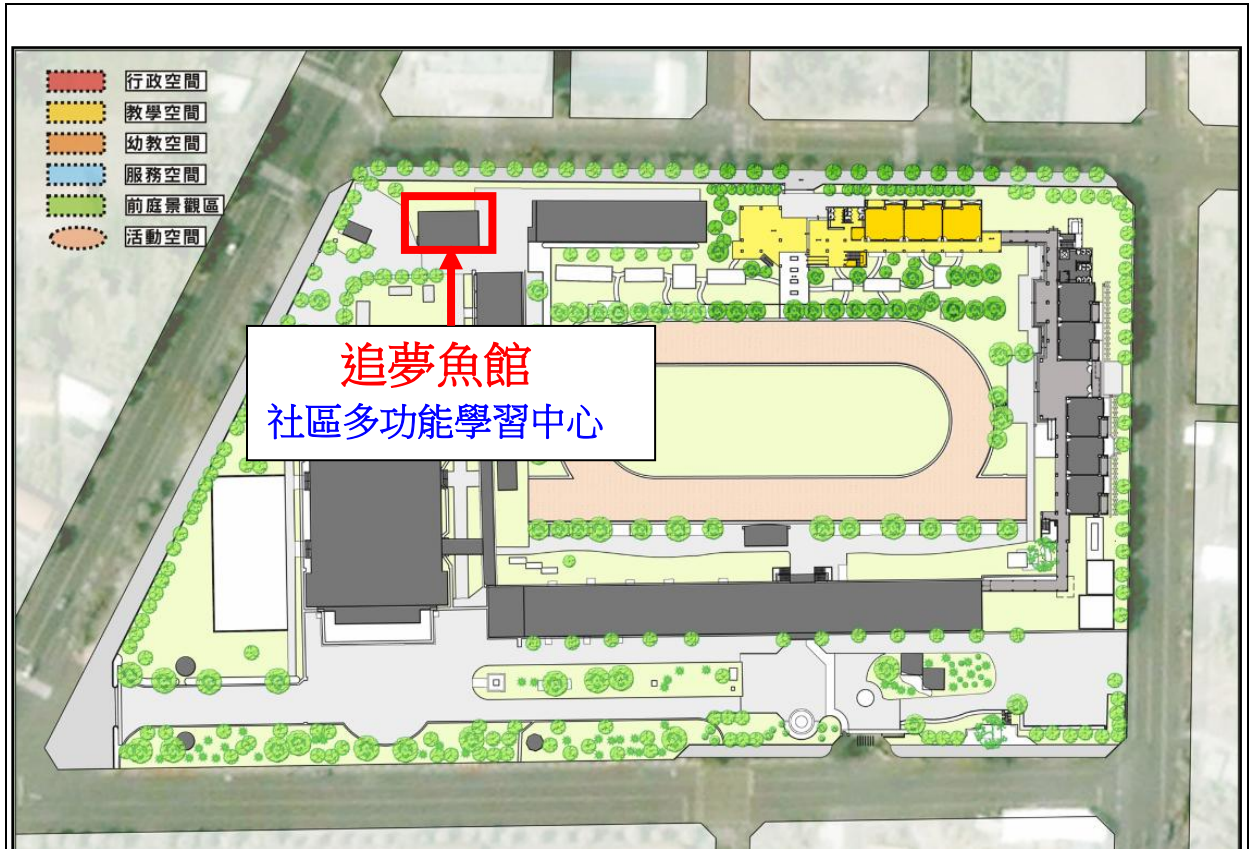 行政空間
教學空間
幼教空間
服務空間
前庭景觀區
活動空間
追夢魚館
社區多功能學習中心